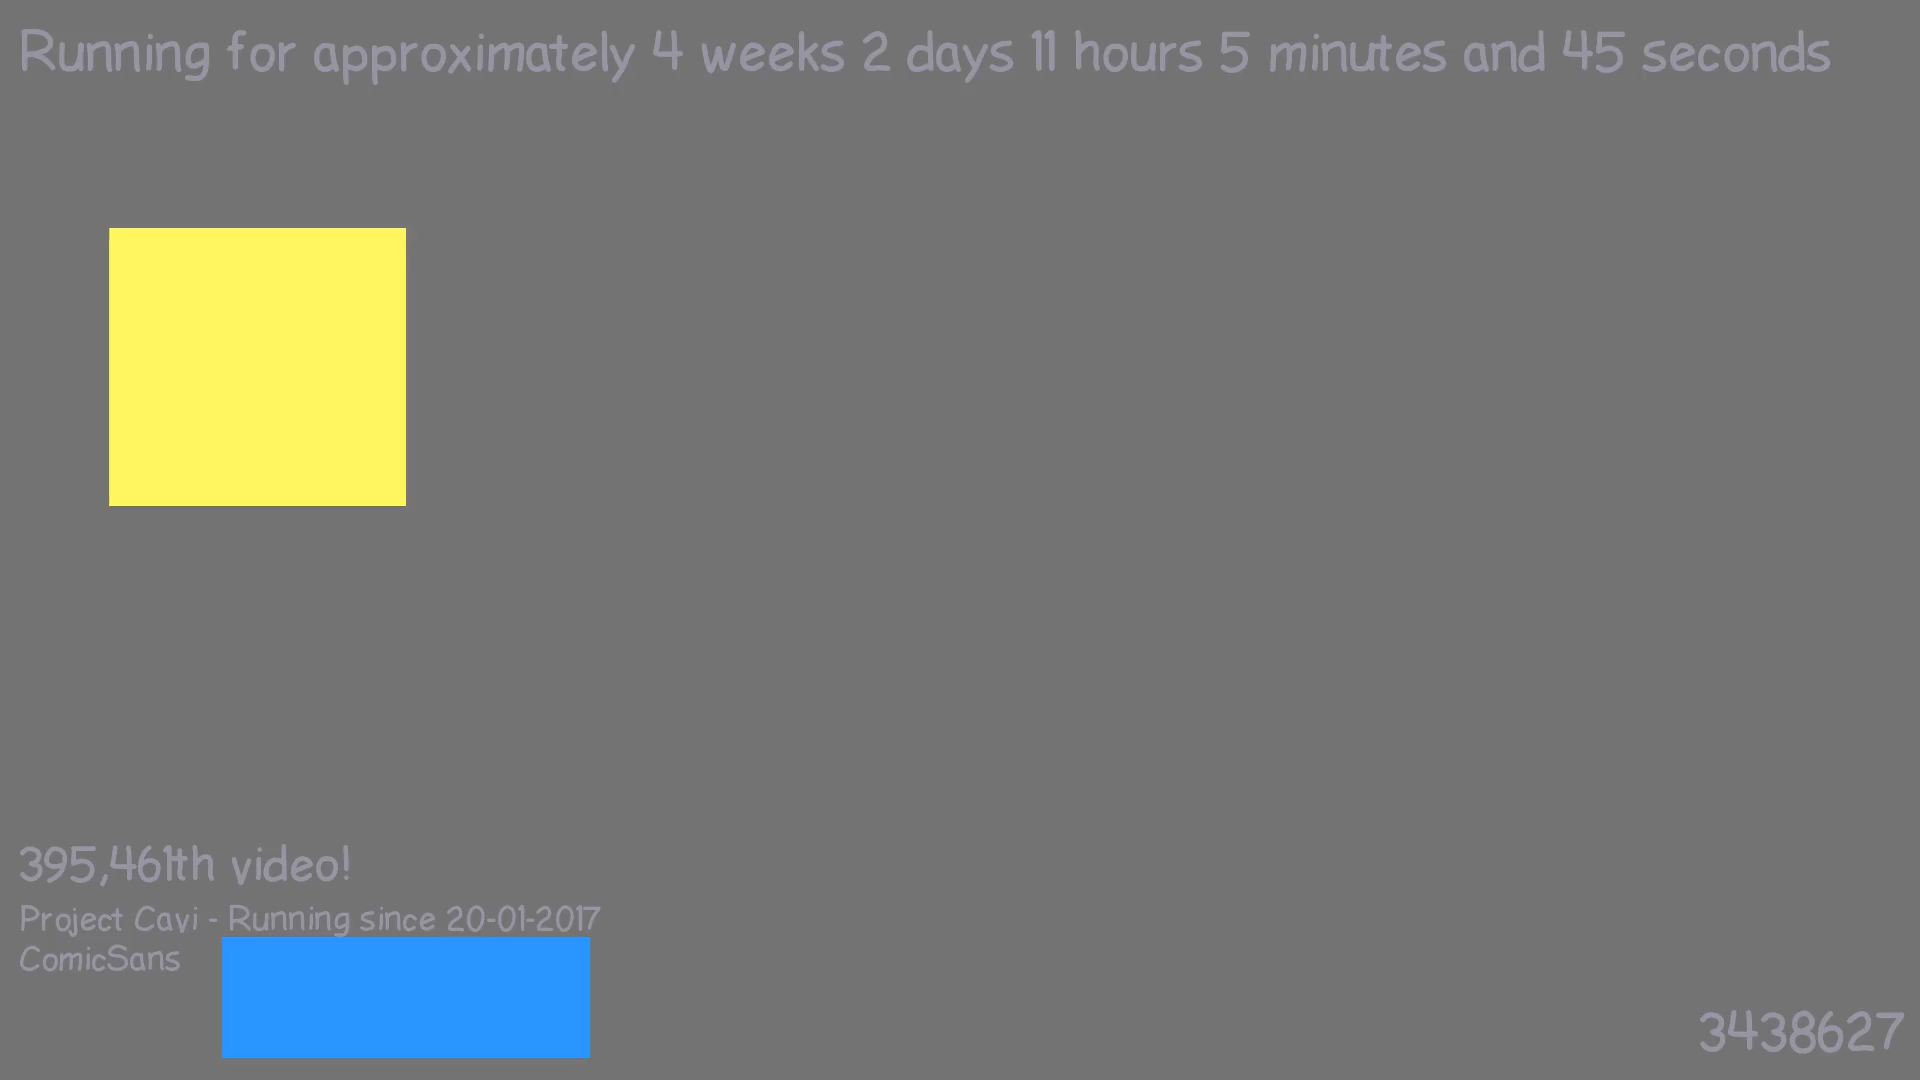 Running for approximately 4 weeks 2 days 11 hours 5 minutes and 45 seconds
395,461th video!
Project Cavi - Running since 20-01-2017
ComicSans
3438627